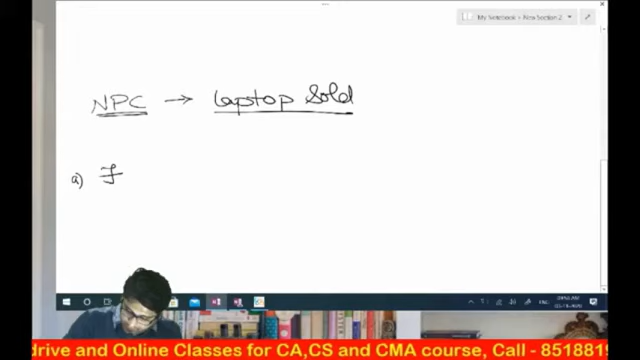 My Notebook > New Section 2
NPC → Laptop Sold
a) I
drive and Online Classes for CA,CS and CMA course, Call - 8518819